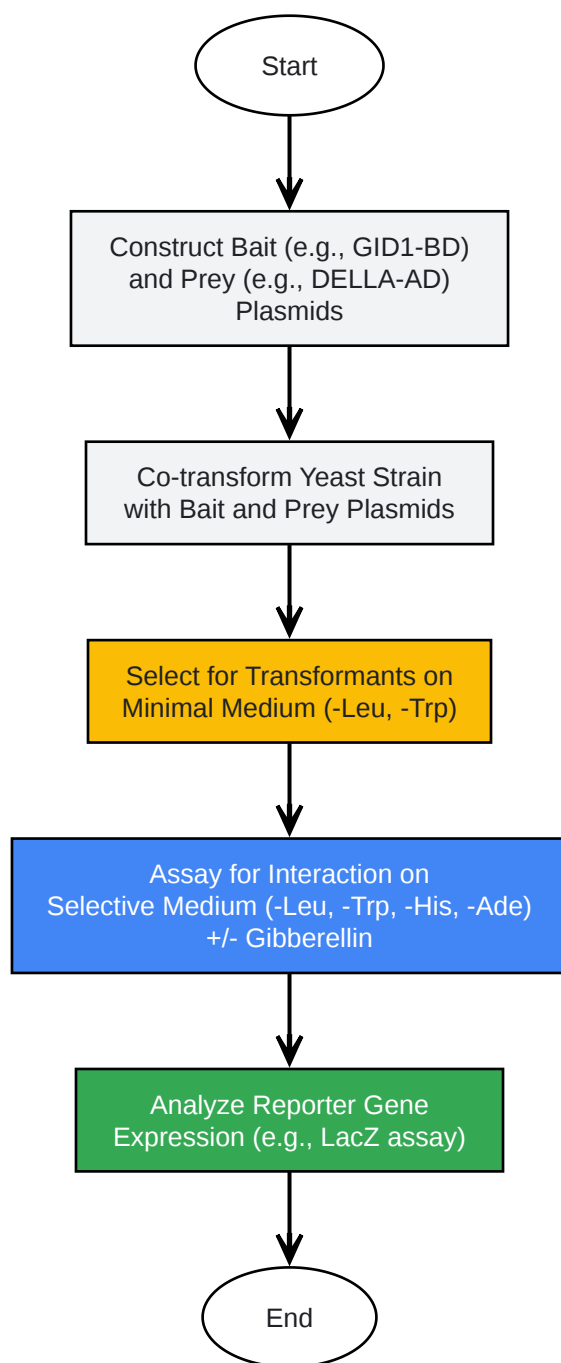 Start
Construct Bait (e.g., GID1-BD)
and Prey (e.g., DELLA-AD)
Plasmids
Co-transform Yeast Strain
with Bait and Prey Plasmids
Select for Transformants on
Minimal Medium (-Leu, -Trp)
Assay for Interaction on
Selective Medium (-Leu, -Trp, -His, -Ade)
+/- Gibberellin
Analyze Reporter Gene
Expression (e.g., LacZ assay)
End